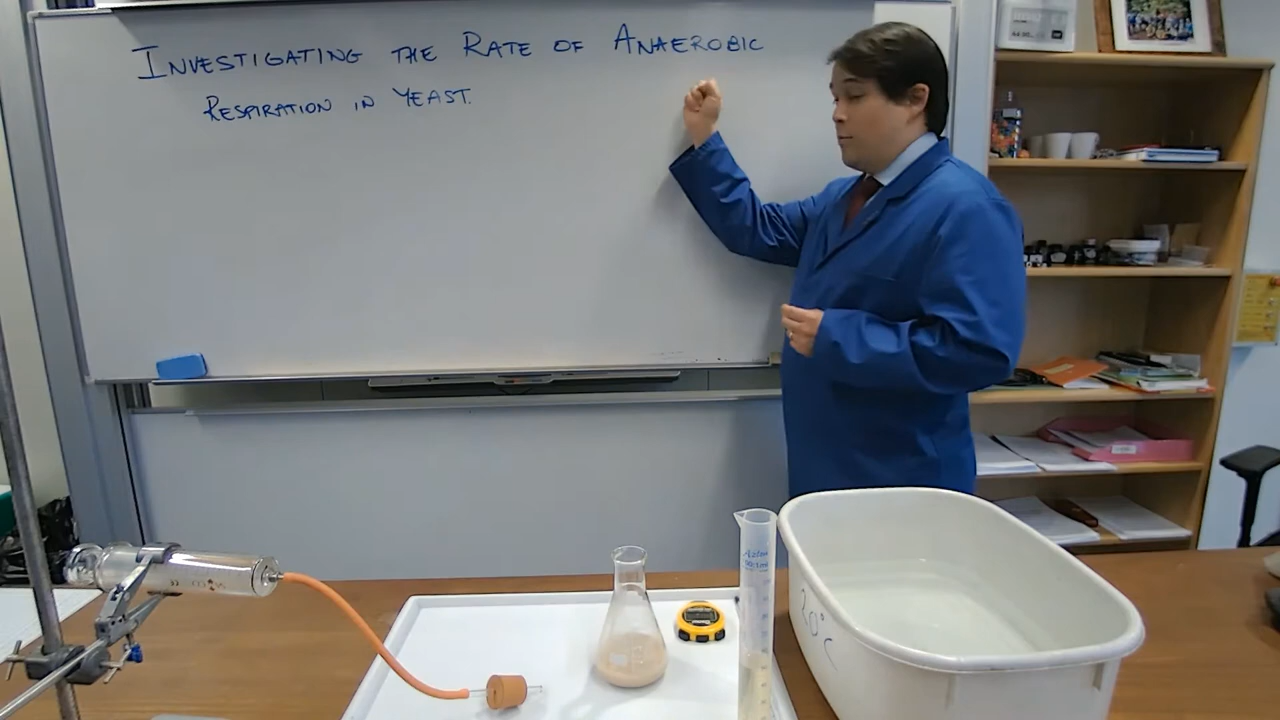 INVESTIGATING THE RATE OF ANAEROBIC
RESPIRATION IN YEAST.
20°C